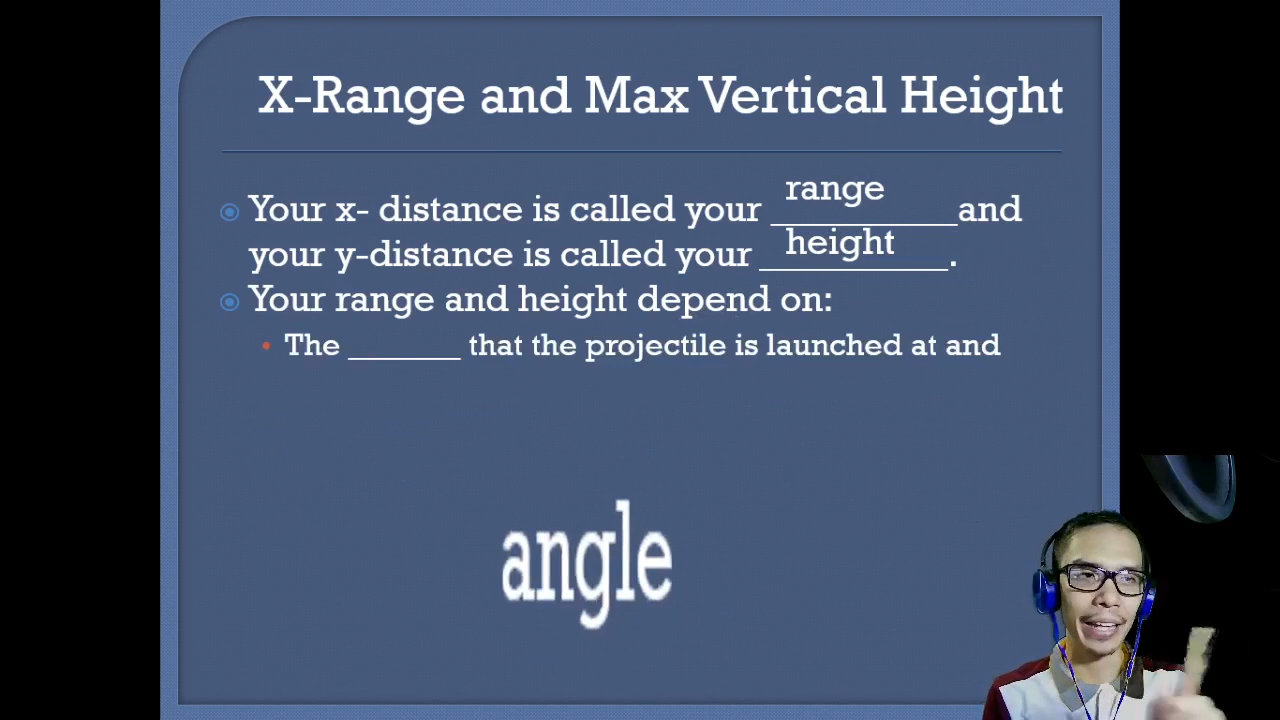 X-Range and Max Vertical Height
Your x- distance is called your range and
your y-distance is called your height.
Your range and height depend on:
The _______ that the projectile is launched at and
angle